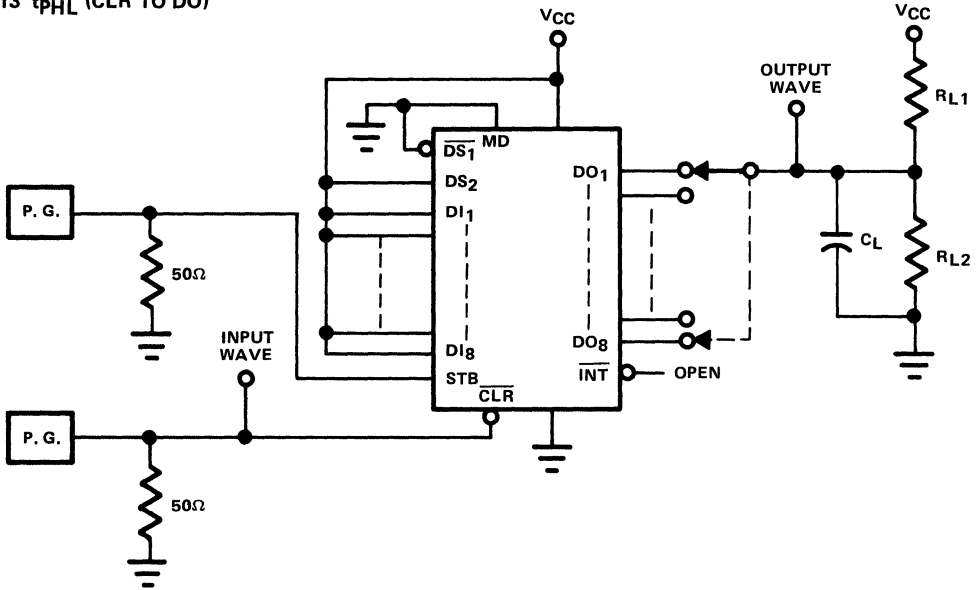 tPHL (CLR TO DO)
VCC
VCC
OUTPUT
WAVE
RL1
MD
DS1
DS2
DI1
DO1
P. G.
50Ω
CL
RL2
INPUT
WAVE
DI8
DO8
STB
INT
OPEN
CLR
P. G.
50Ω